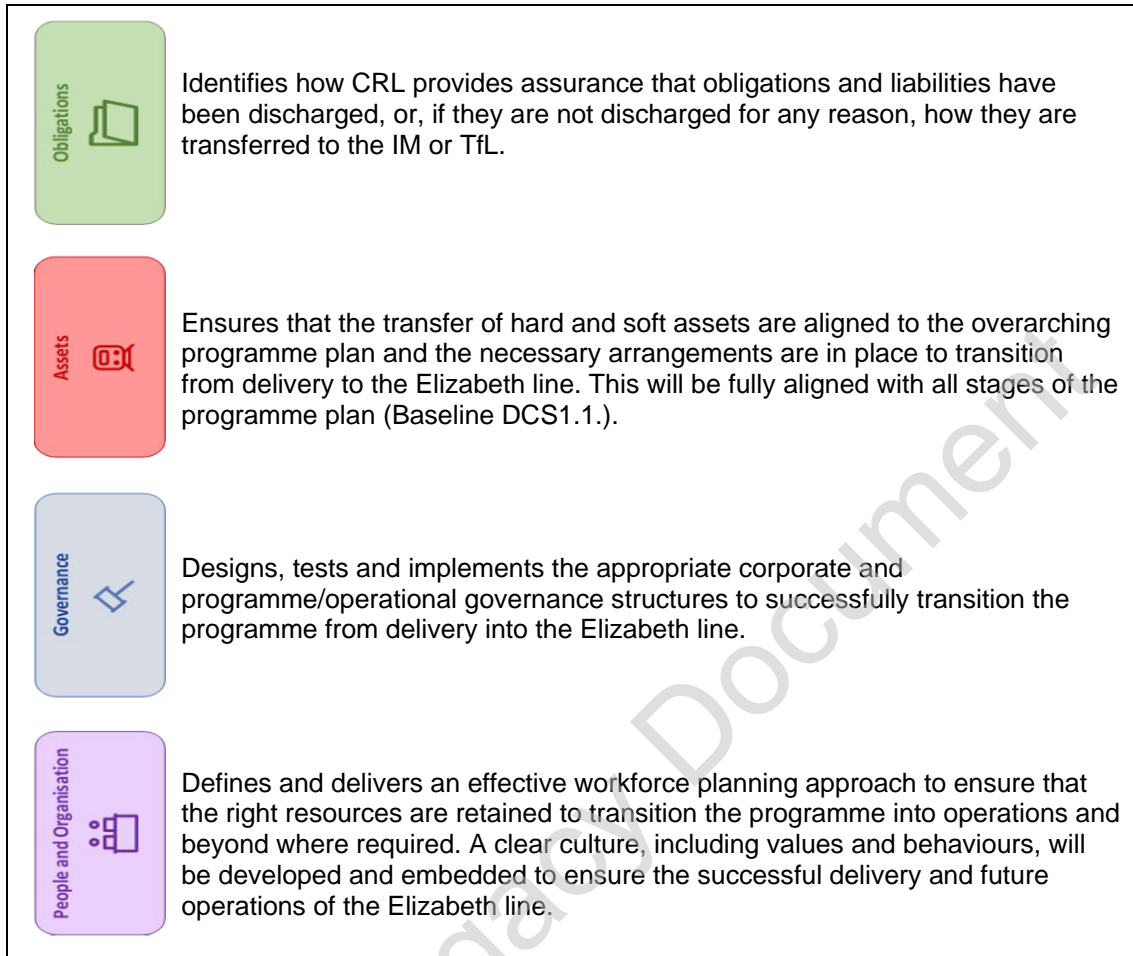 Obligations
Identifies how CRL provides assurance that obligations and liabilities have
been discharged, or, if they are not discharged for any reason, how they are
transferred to the IM or TfL.
Assets
Ensures that the transfer of hard and soft assets are aligned to the overarching
programme plan and the necessary arrangements are in place to transition
from delivery to the Elizabeth line. This will be fully aligned with all stages of the
programme plan (Baseline DCS1.1.).
Governance
Designs, tests and implements the appropriate corporate and
programme/operational governance structures to successfully transition the
programme from delivery into the Elizabeth line.
People and Organisation
Defines and delivers an effective workforce planning approach to ensure that
the right resources are retained to transition the programme into operations and
beyond where required. A clear culture, including values and behaviours, will
be developed and embedded to ensure the successful delivery and future
operations of the Elizabeth line.
gacy Document